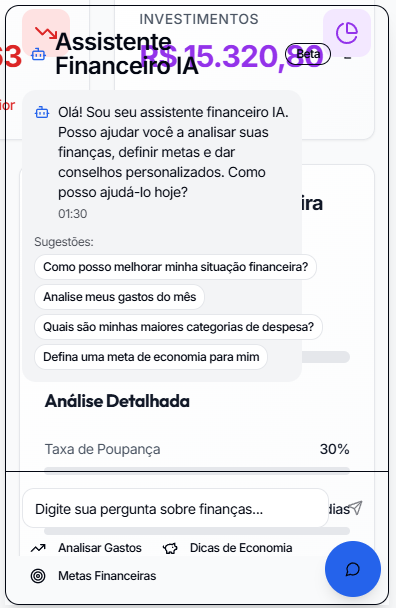 INVESTIMENTOS
Assistente
Financeiro IA
R$ 15.320,80
Beta
–
3
ior
Olá! Sou seu assistente financeiro IA.
Posso ajudar você a analisar suas
finanças, definir metas e dar
conselhos personalizados. Como
posso ajudá-lo hoje?
01:30
ira
Sugestões:
Como posso melhorar minha situação financeira?
Analise meus gastos do mês
Quais são minhas maiores categorias de despesa?
Defina uma meta de economia para mim
Análise Detalhada
Taxa de Poupança 30%
Digite sua pergunta sobre finanças...
dias
Analisar Gastos Dicas de Economia
Metas Financeiras